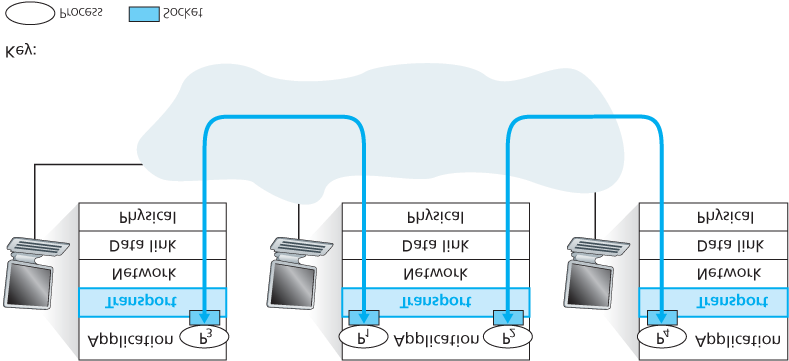 Application
P3
P1
Application
P2
P4
Application
Transport
Transport
Transport
Network
Network
Network
Data link
Data link
Data link
Physical
Physical
Physical
Key:
Process
Socket